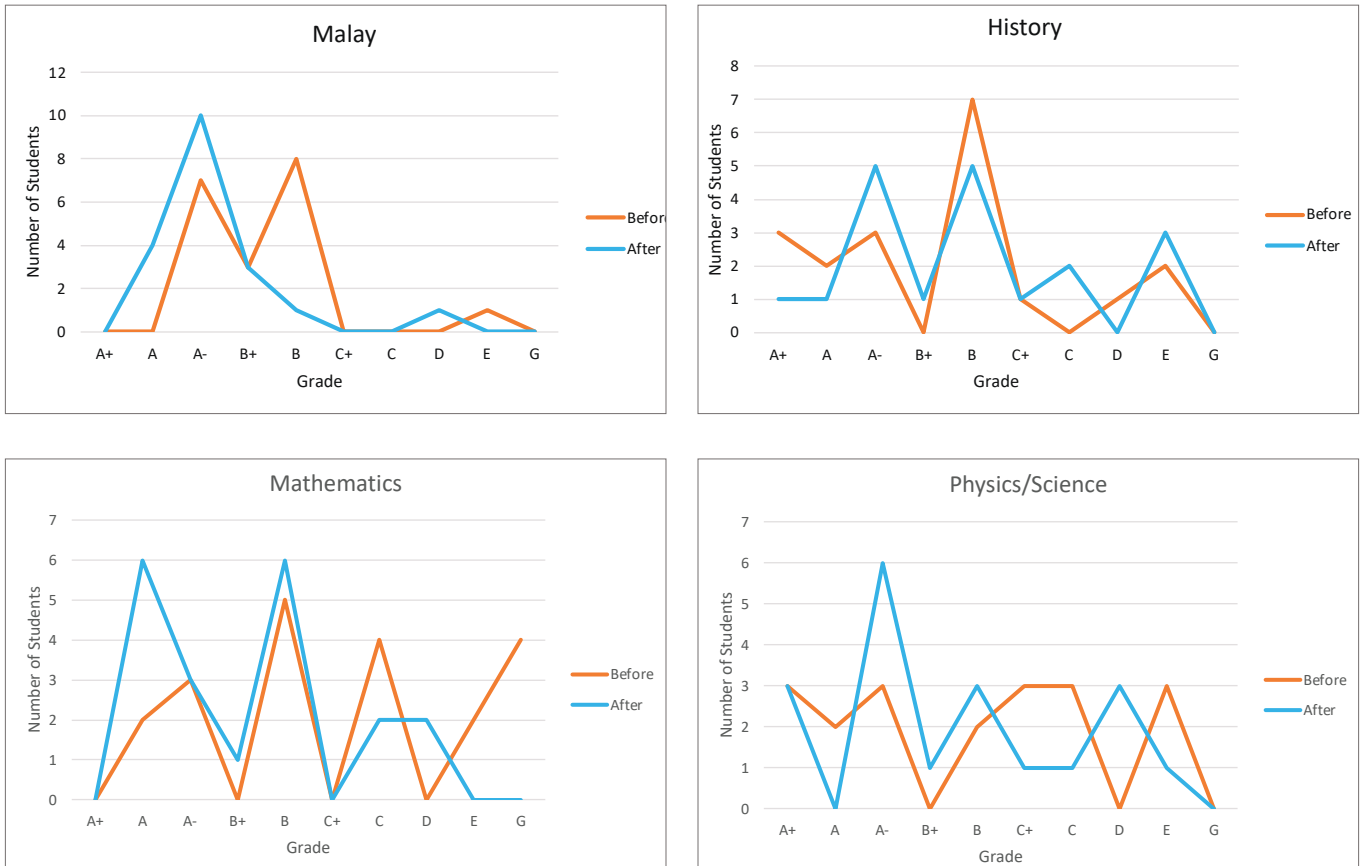 Malay
12
10
8
6
4
2
0
Number of Students
A+ A A- B+ B C+ C D E G
Grade
Before
After
History
8
7
6
5
4
3
2
1
0
Number of Students
A+ A A- B+ B C+ C D E G
Grade
Before
After
Mathematics
7
6
5
4
3
2
1
0
Number of Students
A+ A A- B+ B C+ C D E G
Grade
Before
After
Physics/Science
7
6
5
4
3
2
1
0
Number of Students
A+ A A- B+ B C+ C D E G
Grade
Before
After